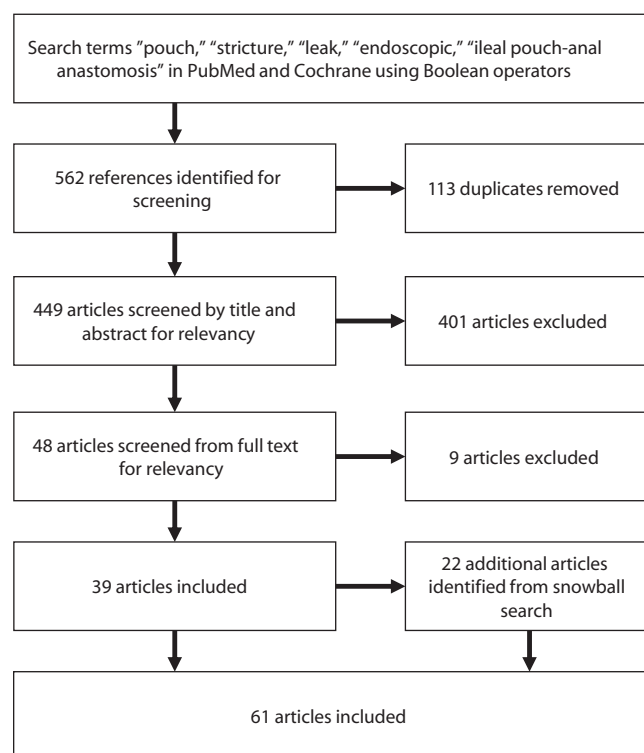 Search terms ”pouch,” “stricture,” “leak,” “endoscopic,” “ileal pouch-anal
anastomosis” in PubMed and Cochrane using Boolean operators
562 references identified for
screening
113 duplicates removed
449 articles screened by title and
abstract for relevancy
401 articles excluded
48 articles screened from full text
for relevancy
9 articles excluded
39 articles included
22 additional articles
identified from snowball
search
61 articles included